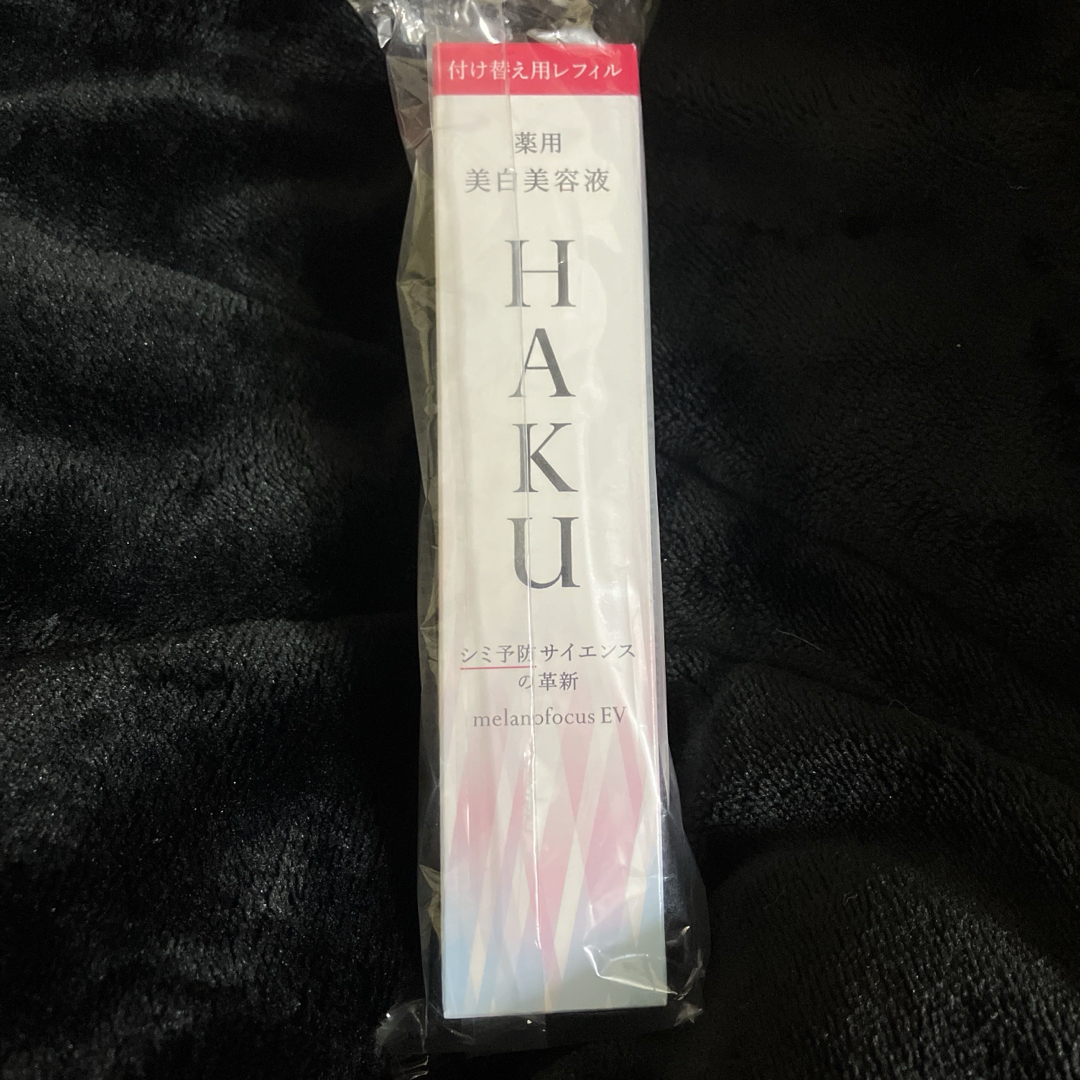 付け替え用レフィル
薬用
美白美容液
HAKU
シミ予防サイエンス
の革新
melanofocus EV